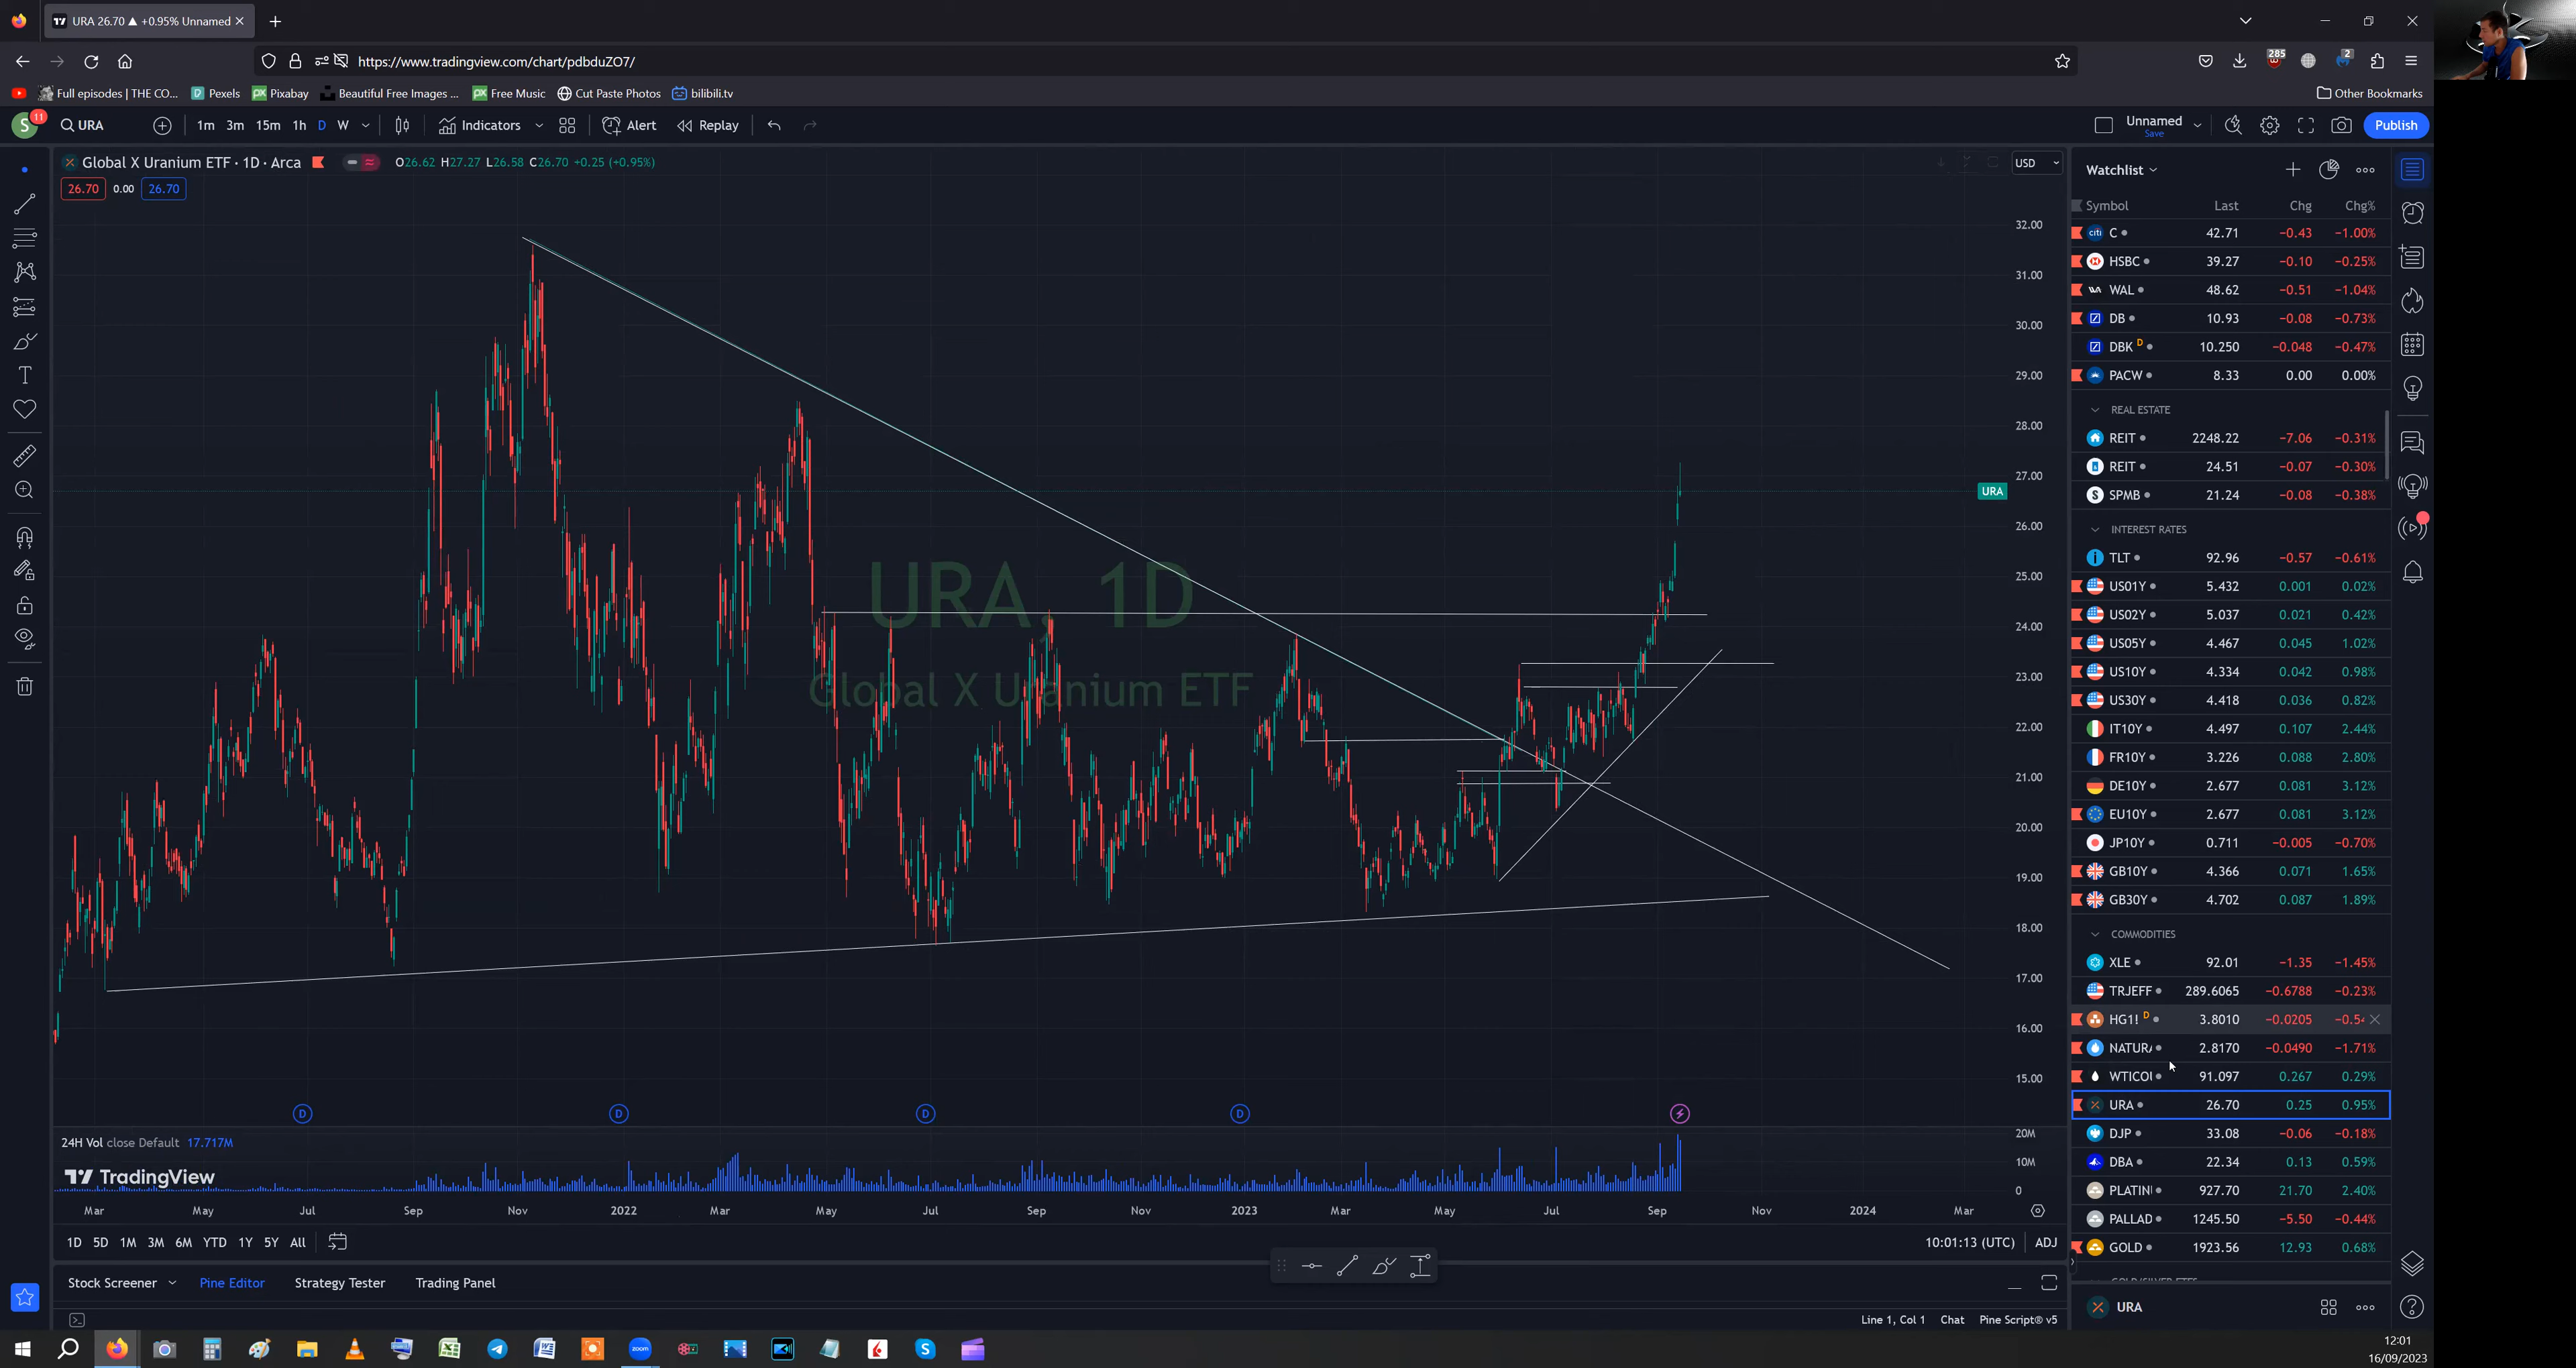 URA 26.70 ▲ +0.95% Unnamed
https://www.tradingview.com/chart/pdbduZO7/
285
2
Full episodes | THE CO...
Pexels
Pixabay
Beautiful Free Images ...
Free Music
Cut Paste Photos
bilibili.tv
Other Bookmarks
S
11
URA
1m 3m 15m 1h D W
Indicators
Alert
Replay
Unnamed
Save
Publish
Global X Uranium ETF · 1D · Arca
O26.62 H27.27 L26.58 C26.70 +0.25 (+0.95%)
USD
26.70 0.00 26.70
32.00
31.00
30.00
29.00
28.00
27.00
URA
26.00
25.00
24.00
23.00
22.00
21.00
20.00
19.00
18.00
17.00
16.00
15.00
URA, 1D
Global X Uranium ETF
D D D D
24H Vol close Default 17.717M
20M
10M
0
TradingView
Mar May Jul Sep Nov 2022 Mar May Jul Sep Nov 2023 Mar May Jul Sep Nov 2024 Mar
1D 5D 1M 3M 6M YTD 1Y 5Y All
10:01:13 (UTC) ADJ
Stock Screener Pine Editor Strategy Tester Trading Panel
Line 1, Col 1 Chat Pine Script® v5
Watchlist
Symbol Last Chg Chg%
citi C 42.71 −0.43 −1.00%
HSBC 39.27 −0.10 −0.25%
WAL 48.62 −0.51 −1.04%
DB 10.93 −0.08 −0.73%
DBK D 10.250 −0.048 −0.47%
PACW 8.33 0.00 0.00%
REAL ESTATE
REIT 2248.22 −7.06 −0.31%
REIT 24.51 −0.07 −0.30%
SPMB 21.24 −0.08 −0.38%
INTEREST RATES
TLT 92.96 −0.57 −0.61%
US01Y 5.432 0.001 0.02%
US02Y 5.037 0.021 0.42%
US05Y 4.467 0.045 1.02%
US10Y 4.334 0.042 0.98%
US30Y 4.418 0.036 0.82%
IT10Y 4.497 0.107 2.44%
FR10Y 3.226 0.088 2.80%
DE10Y 2.677 0.081 3.12%
EU10Y 2.677 0.081 3.12%
JP10Y 0.711 −0.005 −0.70%
GB10Y 4.366 0.071 1.65%
GB30Y 4.702 0.087 1.89%
COMMODITIES
XLE 92.01 −1.35 −1.45%
TRJEFF 289.6065 −0.6788 −0.23%
HG1! D 3.8010 −0.0205 −0.5
NATUR 2.8170 −0.0490 −1.71%
WTICO 91.097 0.267 0.29%
URA 26.70 0.25 0.95%
DJP 33.08 −0.06 −0.18%
DBA 22.34 0.13 0.59%
PLATIN 927.70 21.70 2.40%
PALLAD 1245.50 −5.50 −0.44%
GOLD 1923.56 12.93 0.68%
URA
zoom
12:01
16/09/2023